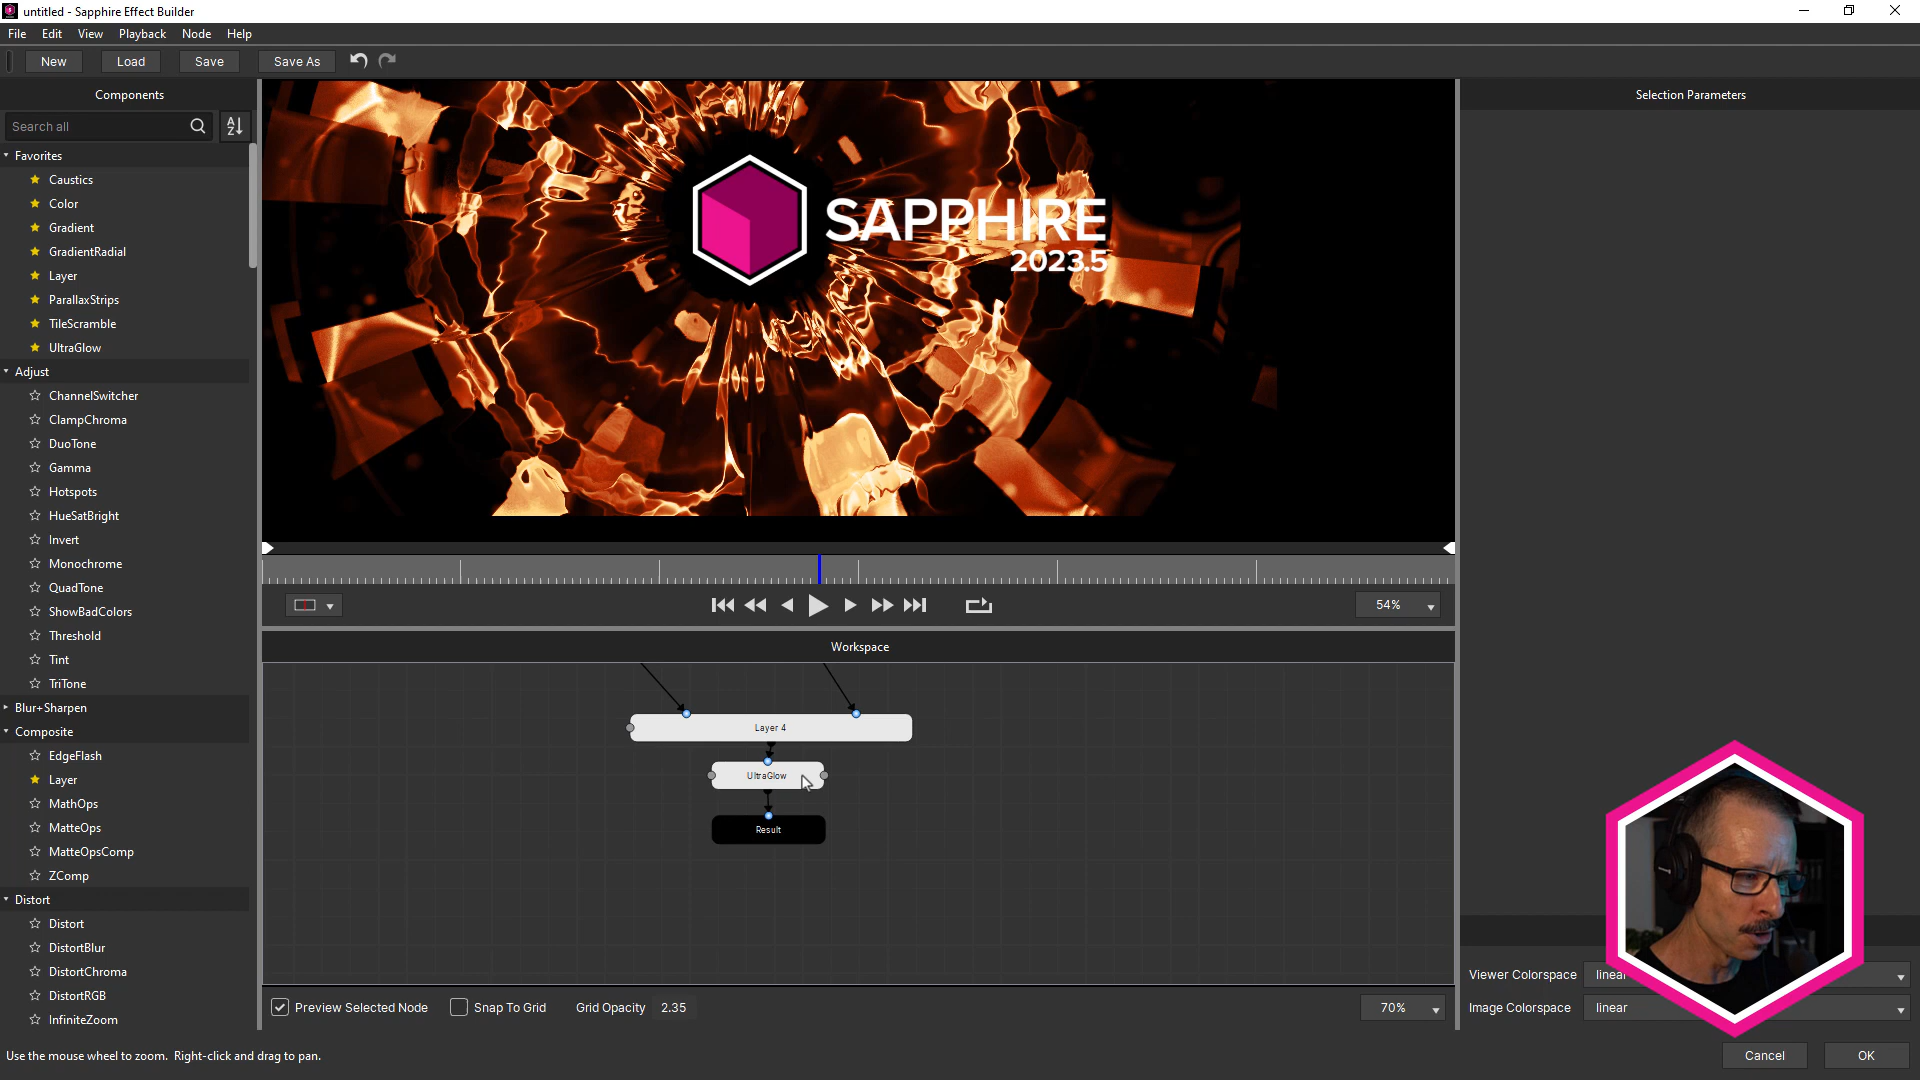 untitled - Sapphire Effect Builder
File Edit View Playback Node Help
New Load Save Save As
Components
Search all
Favorites
Caustics
Color
Gradient
GradientRadial
Layer
ParallaxStrips
TileScramble
UltraGlow
Adjust
ChannelSwitcher
ClampChroma
DuoTone
Gamma
Hotspots
HueSatBright
Invert
Monochrome
QuadTone
ShowBadColors
Threshold
Tint
TriTone
Blur+Sharpen
Composite
EdgeFlash
Layer
MathOps
MatteOps
MatteOpsComp
ZComp
Distort
Distort
DistortBlur
DistortChroma
DistortRGB
InfiniteZoom
SAPPHIRE
2023.5
54%
Workspace
Layer 4
UltraGlow
Result
Preview Selected Node Snap To Grid Grid Opacity 2.35 70%
Selection Parameters
Viewer Colorspace linear
Image Colorspace linear
Use the mouse wheel to zoom. Right-click and drag to pan.
Cancel OK